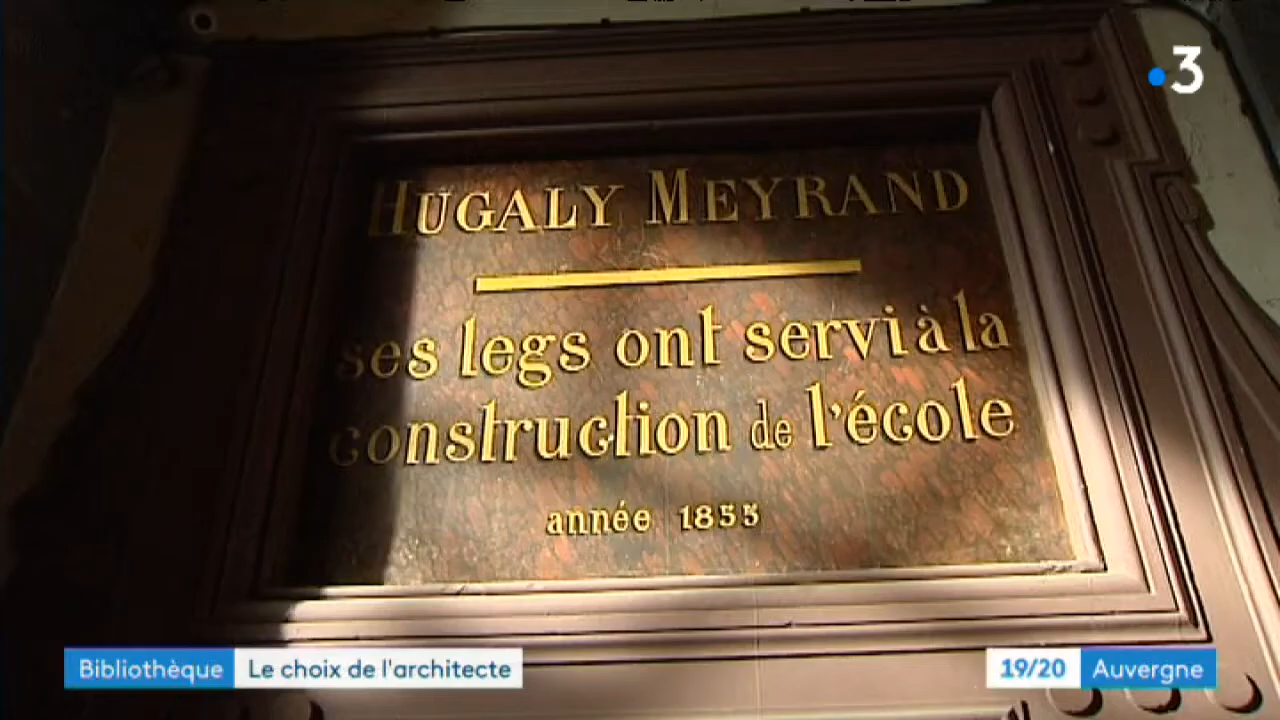 3
HUGALY MEYRAND
ses legs ont servi à la
construction de l'école
année 1855
Bibliothèque Le choix de l'architecte
19/20 Auvergne